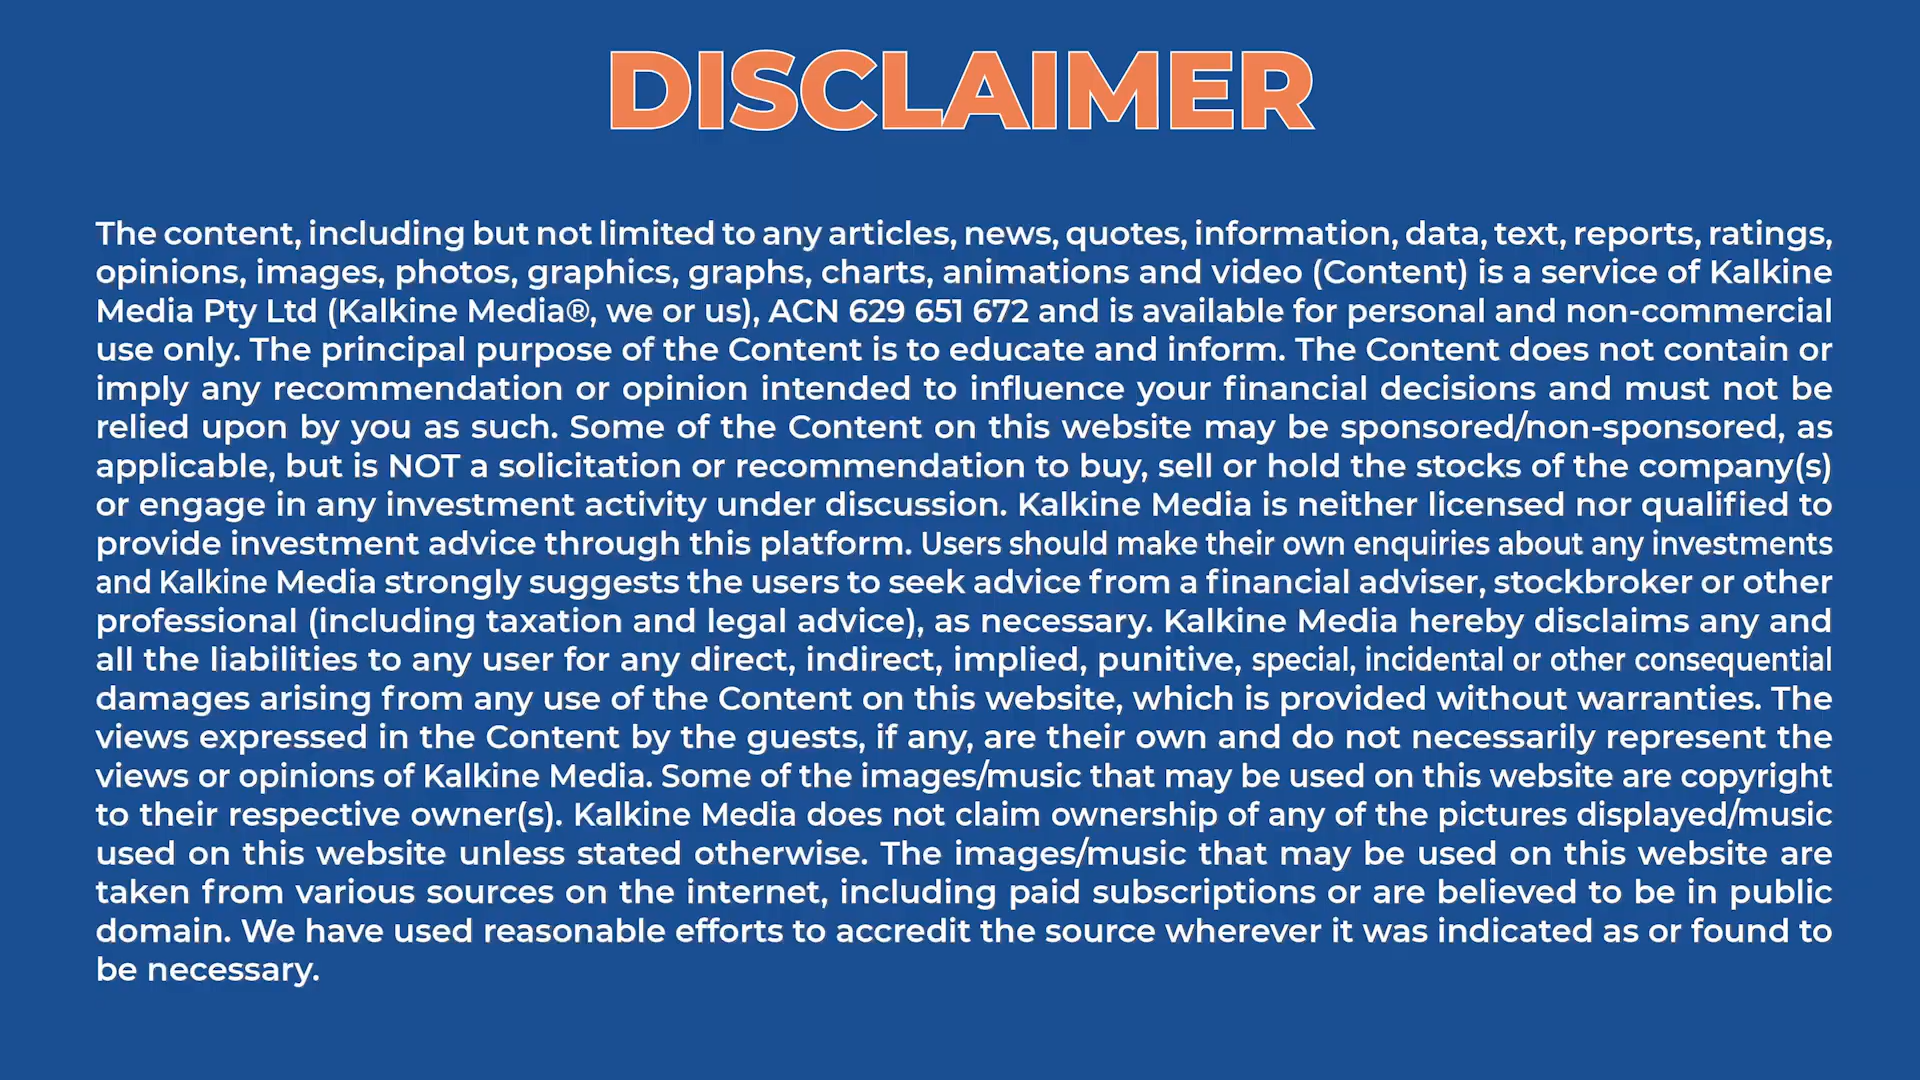 DISCLAIMER
The content, including but not limited to any articles, news, quotes, information, data, text, reports, ratings,
opinions, images, photos, graphics, graphs, charts, animations and video (Content) is a service of Kalkine
Media Pty Ltd (Kalkine Media®, we or us), ACN 629 651 672 and is available for personal and non-commercial
use only. The principal purpose of the Content is to educate and inform. The Content does not contain or
imply any recommendation or opinion intended to influence your financial decisions and must not be
relied upon by you as such. Some of the Content on this website may be sponsored/non-sponsored, as
applicable, but is NOT a solicitation or recommendation to buy, sell or hold the stocks of the company(s)
or engage in any investment activity under discussion. Kalkine Media is neither licensed nor qualified to
provide investment advice through this platform. Users should make their own enquiries about any investments
and Kalkine Media strongly suggests the users to seek advice from a financial adviser, stockbroker or other
professional (including taxation and legal advice), as necessary. Kalkine Media hereby disclaims any and
all the liabilities to any user for any direct, indirect, implied, punitive, special, incidental or other consequential
damages arising from any use of the Content on this website, which is provided without warranties. The
views expressed in the Content by the guests, if any, are their own and do not necessarily represent the
views or opinions of Kalkine Media. Some of the images/music that may be used on this website are copyright
to their respective owner(s). Kalkine Media does not claim ownership of any of the pictures displayed/music
used on this website unless stated otherwise. The images/music that may be used on this website are
taken from various sources on the internet, including paid subscriptions or are believed to be in public
domain. We have used reasonable efforts to accredit the source wherever it was indicated as or found to
be necessary.